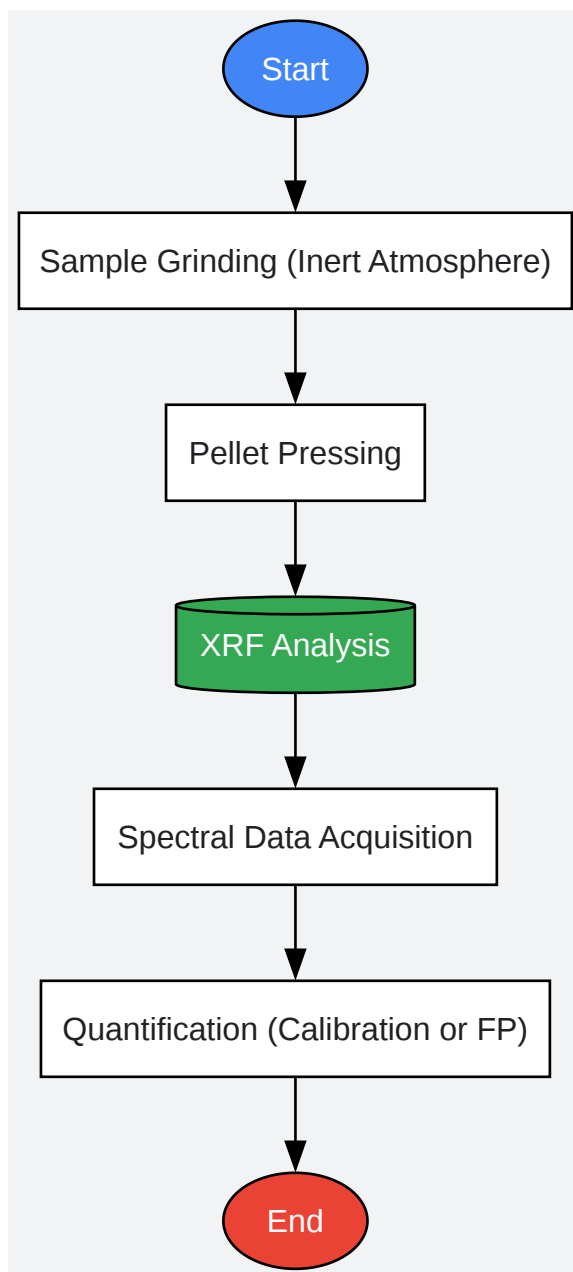 Start
Sample Grinding (Inert Atmosphere)
Pellet Pressing
XRF Analysis
Spectral Data Acquisition
Quantification (Calibration or FP)
End